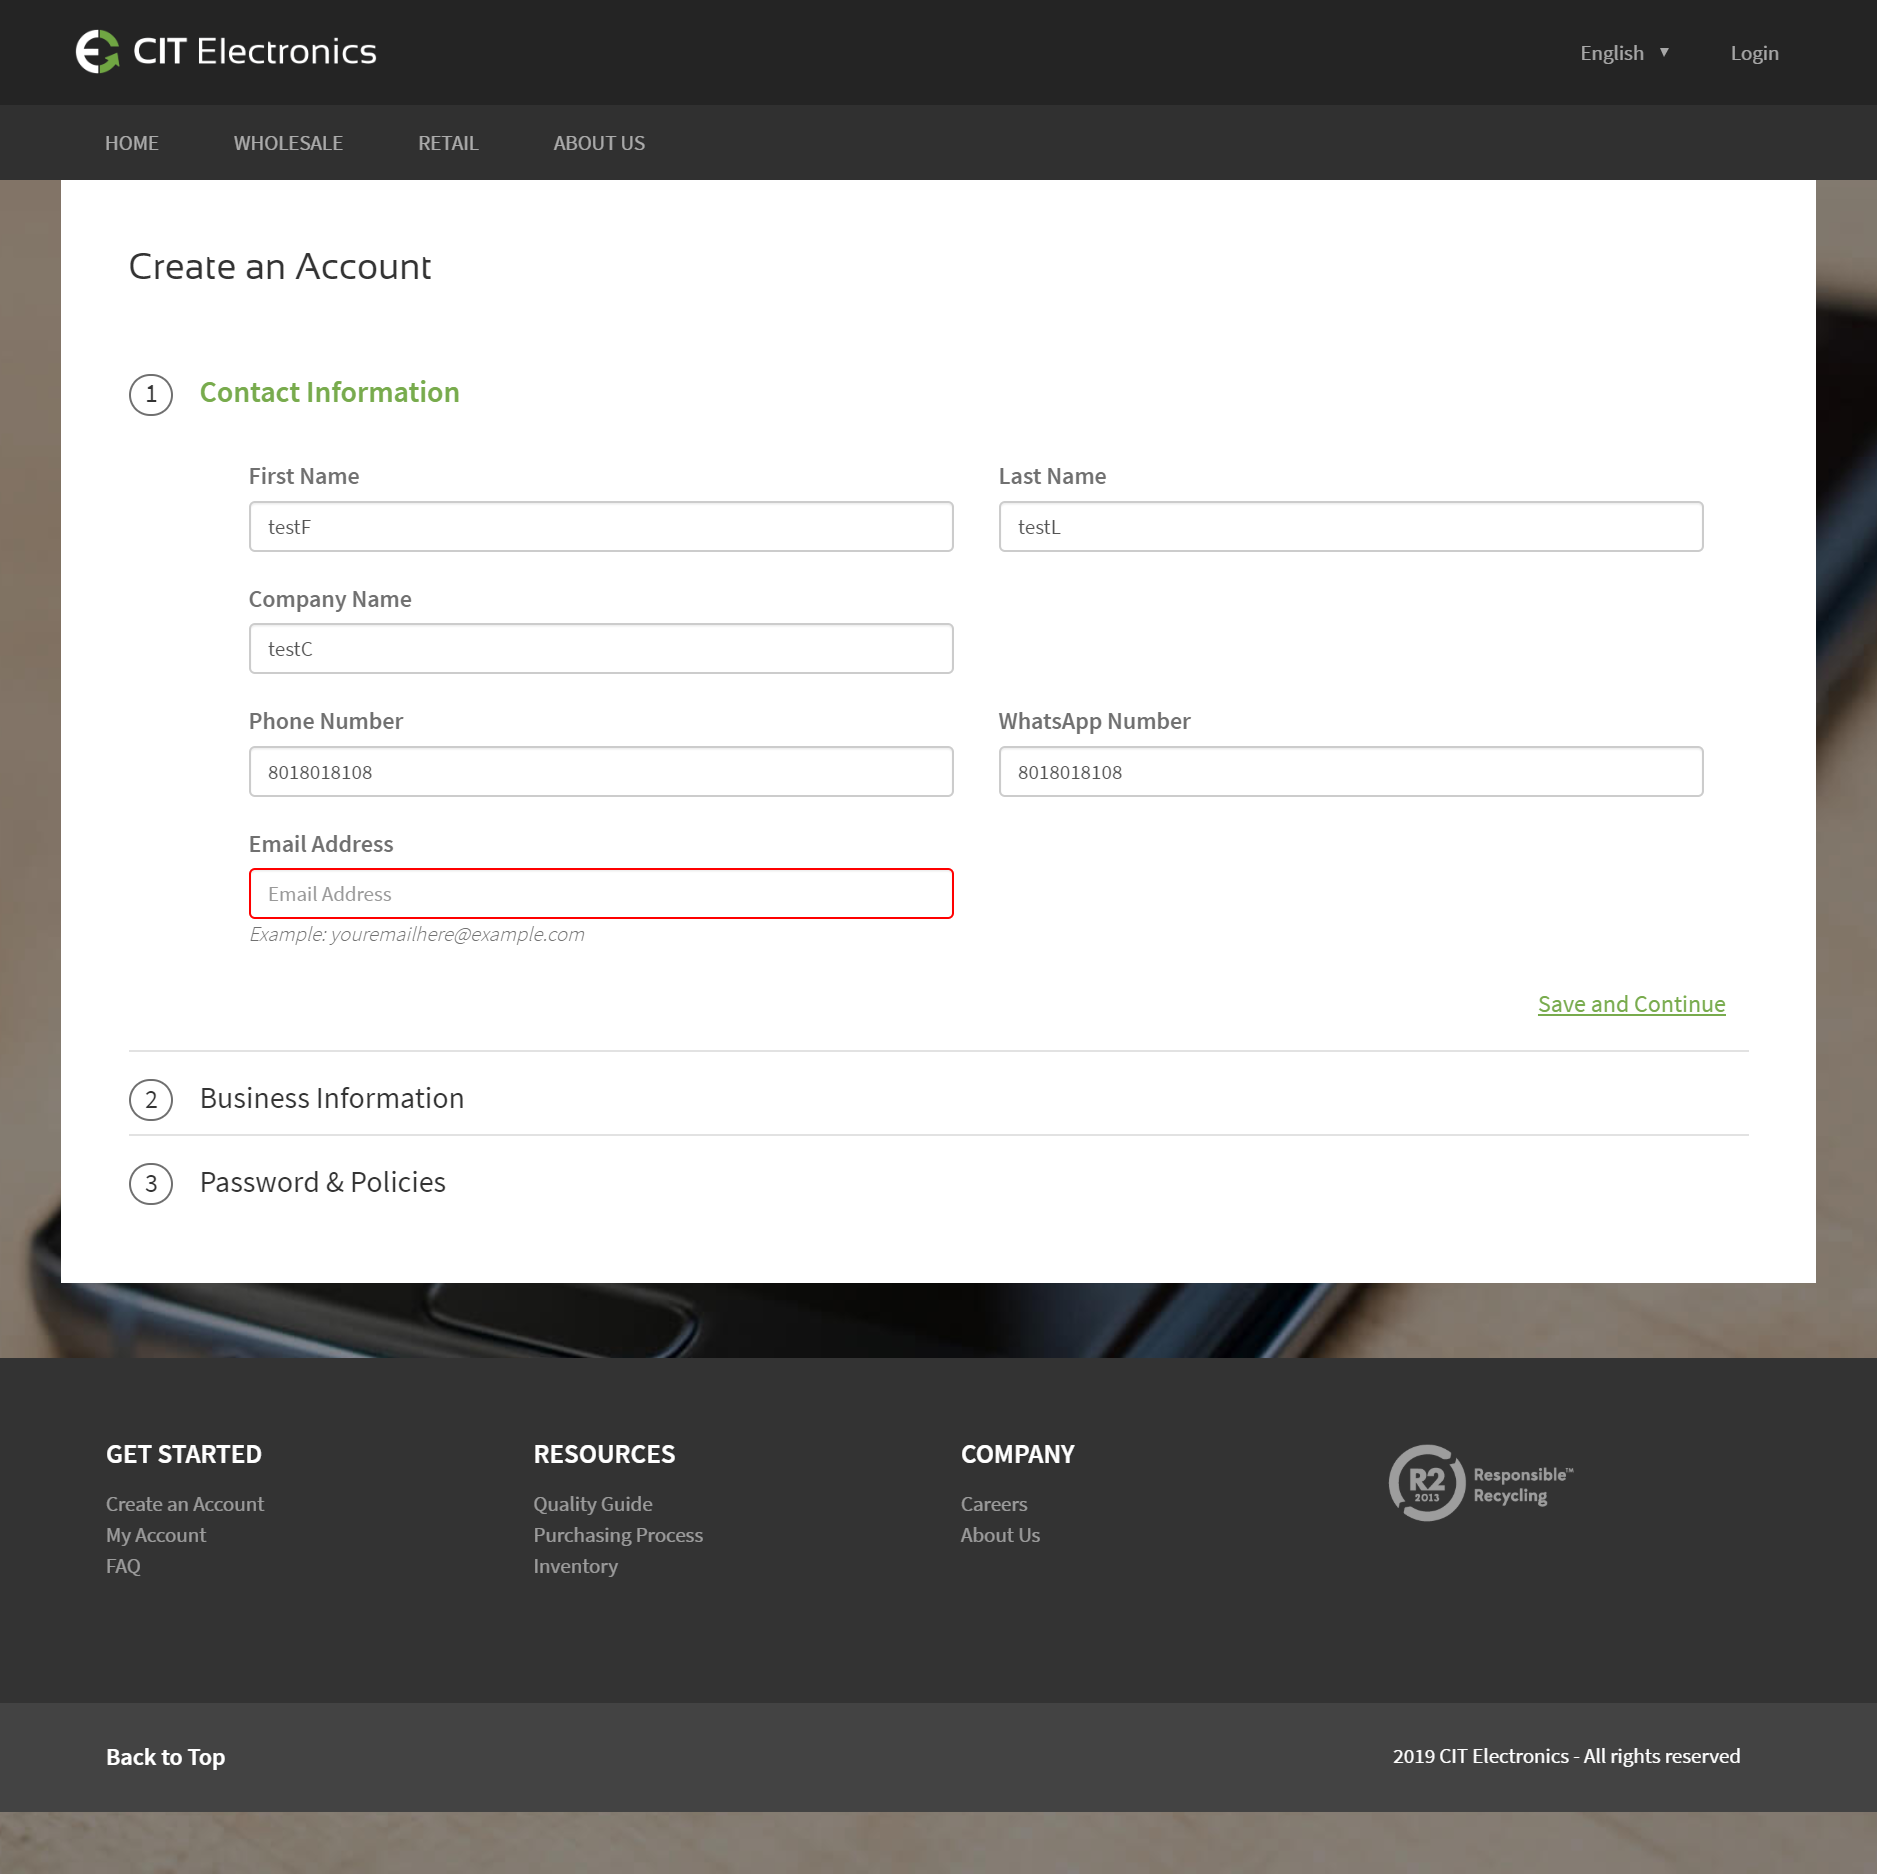 CIT Electronics
English ▼ Login
HOME WHOLESALE RETAIL ABOUT US
Create an Account
1 Contact Information
First Name Last Name
testF testL
Company Name
testC
Phone Number WhatsApp Number
8018018108 8018018108
Email Address
Email Address
Example: youremailhere@example.com
Save and Continue
2 Business Information
3 Password & Policies
GET STARTED
Create an Account
My Account
FAQ
RESOURCES
Quality Guide
Purchasing Process
Inventory
COMPANY
Careers
About Us
R2
2013
Responsible™
Recycling
Back to Top 2019 CIT Electronics - All rights reserved